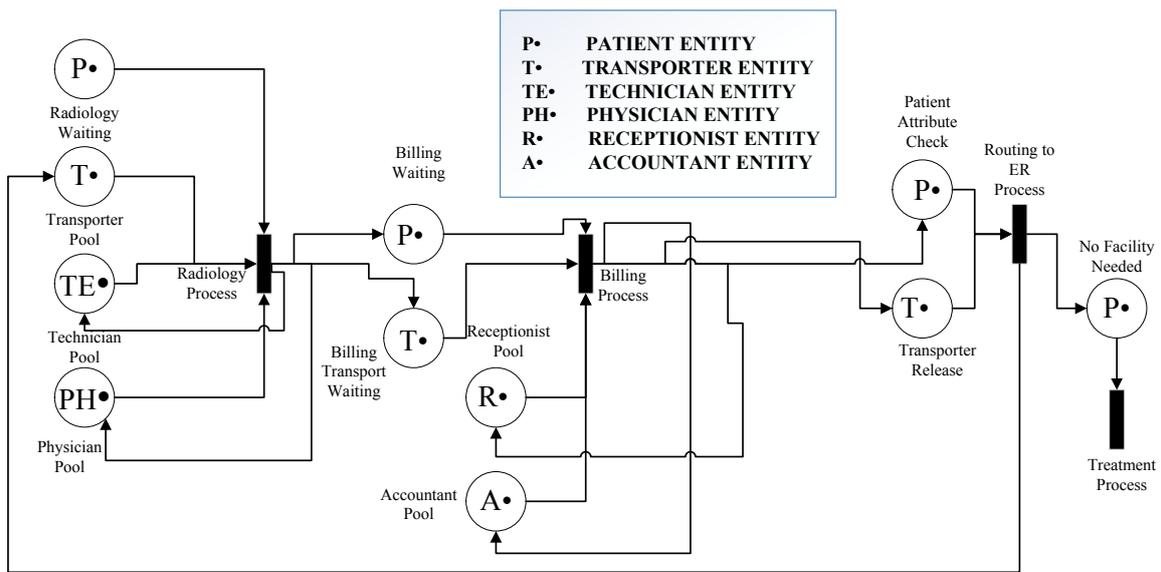 P• PATIENT ENTITY
T• TRANSPORTER ENTITY
TE• TECHNICIAN ENTITY
PH• PHYSICIAN ENTITY
R• RECEPTIONIST ENTITY
A• ACCOUNTANT ENTITY
P•
Radiology
Waiting
T•
Transporter
Pool
TE•
Technician
Pool
PH•
Physician
Pool
Radiology
Process
Billing
Waiting
P•
T•
Billing
Transport
Waiting
Receptionist
Pool
R•
Accountant
Pool
A•
Billing
Process
Patient
Attribute
Check
P•
T•
Transporter
Release
Routing to
ER
Process
No Facility
Needed
P•
Treatment
Process